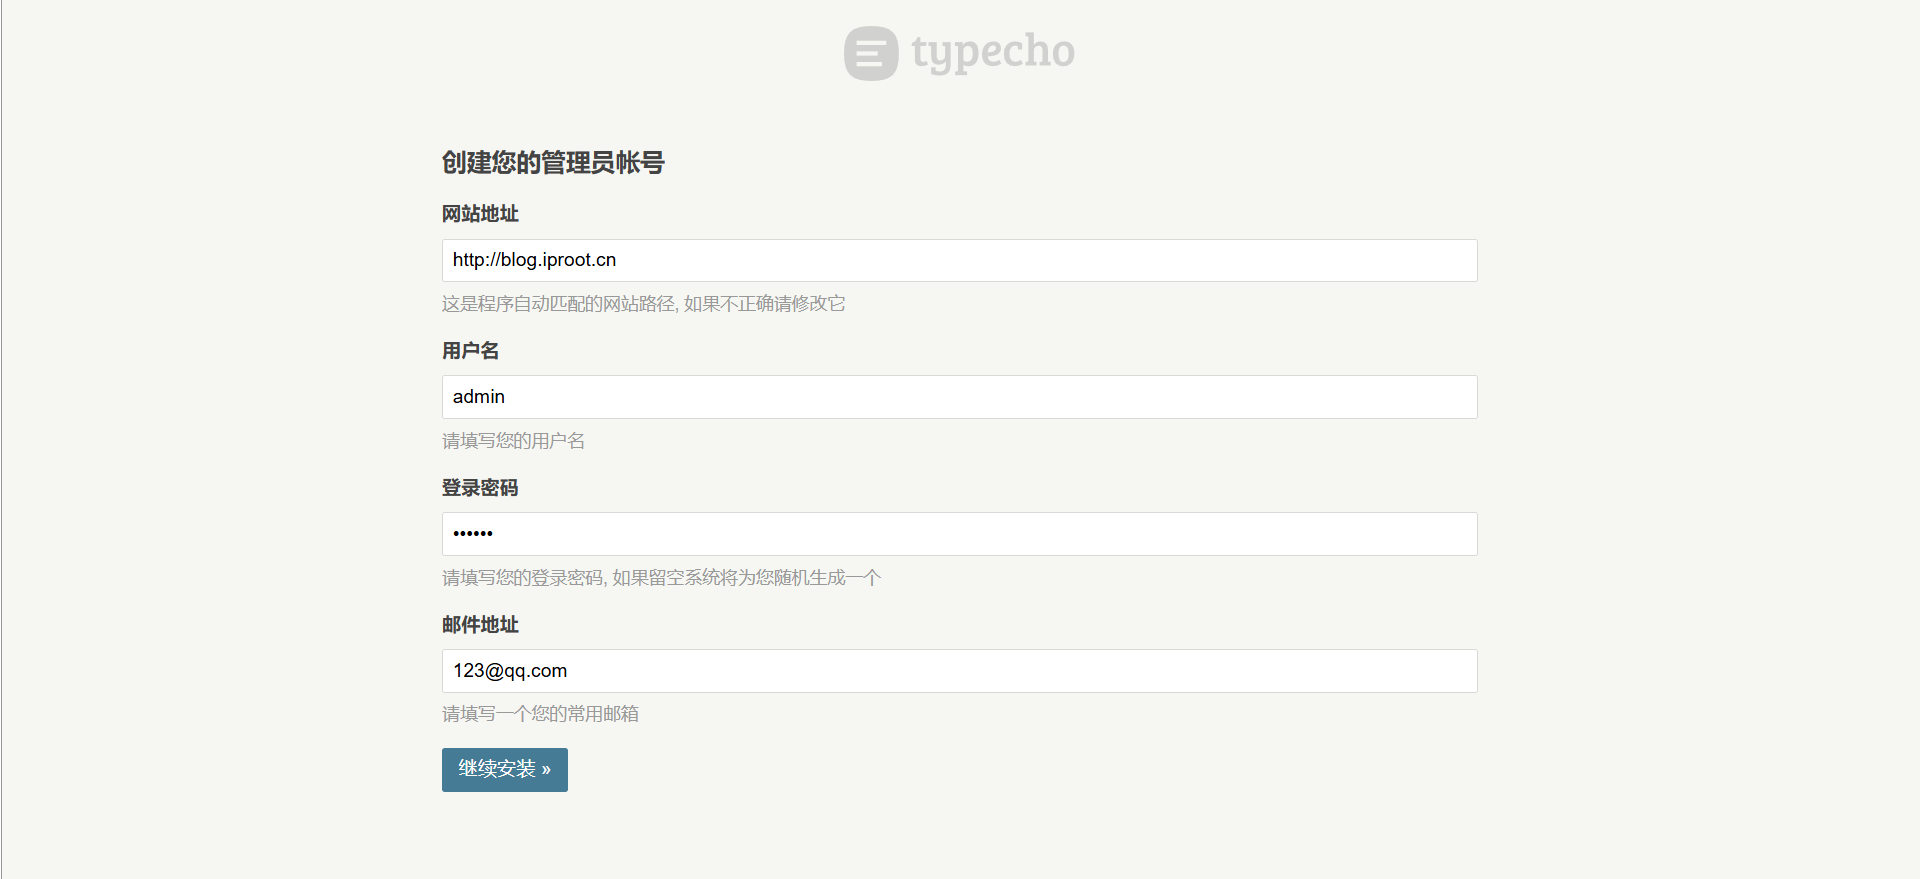 typecho
创建您的管理员帐号
网站地址
http://blog.iproot.cn
这是程序自动匹配的网站路径, 如果不正确请修改它
用户名
admin
请填写您的用户名
登录密码
••••••
请填写您的登录密码, 如果留空系统将为您随机生成一个
邮件地址
123@qq.com
请填写一个您的常用邮箱
继续安装 »